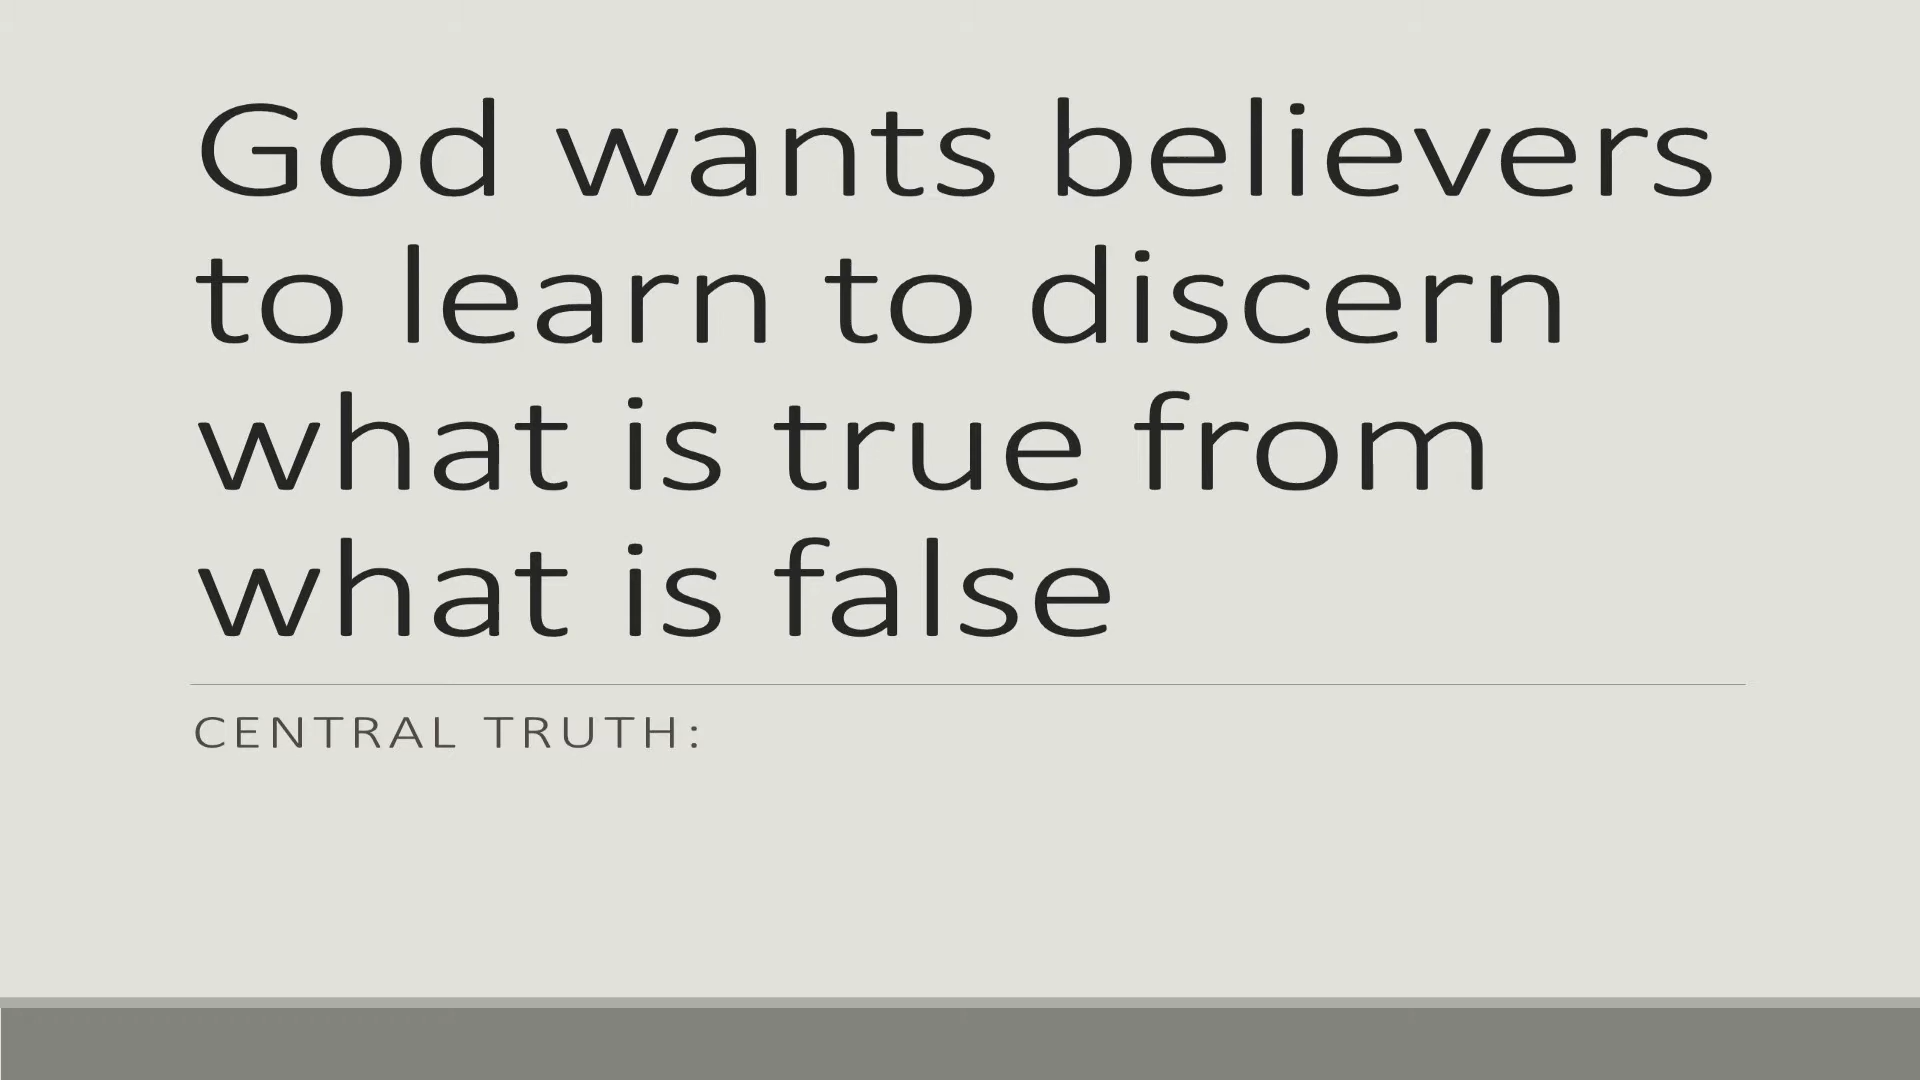 God wants believers
to learn to discern
what is true from
what is false
CENTRAL TRUTH: